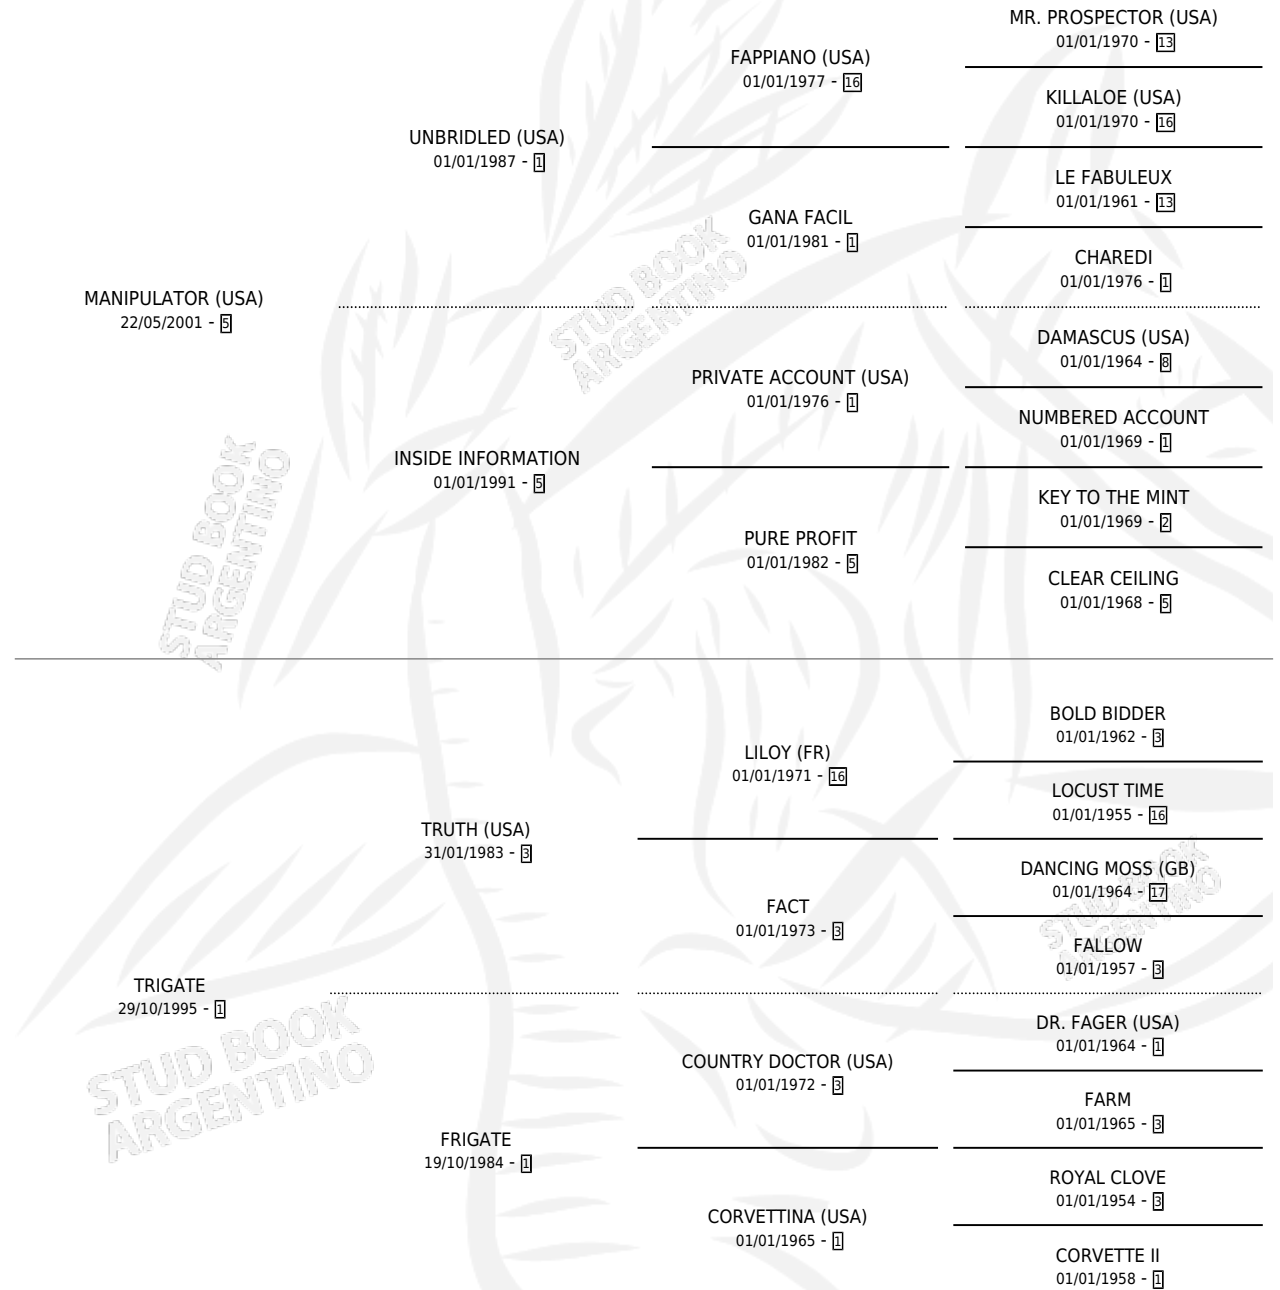 MR. PROSPECTOR (USA)
01/01/1970 - 13
FAPPIANO (USA)
01/01/1977 - 16
KILLALOE (USA)
01/01/1970 - 16
UNBRIDLED (USA)
01/01/1987 - 1
LE FABULEUX
01/01/1961 - 13
GANA FACIL
01/01/1981 - 1
CHAREDI
01/01/1976 - 1
MANIPULATOR (USA)
22/05/2001 - 5
DAMASCUS (USA)
01/01/1964 - 8
PRIVATE ACCOUNT (USA)
01/01/1976 - 1
NUMBERED ACCOUNT
01/01/1969 - 1
INSIDE INFORMATION
01/01/1991 - 5
KEY TO THE MINT
01/01/1969 - 2
PURE PROFIT
01/01/1982 - 5
CLEAR CEILING
01/01/1968 - 5
BOLD BIDDER
01/01/1962 - 3
LILOY (FR)
01/01/1971 - 16
LOCUST TIME
01/01/1955 - 16
TRUTH (USA)
31/01/1983 - 3
DANCING MOSS (GB)
01/01/1964 - 17
FACT
01/01/1973 - 3
FALLOW
01/01/1957 - 3
TRIGATE
29/10/1995 - 1
DR. FAGER (USA)
01/01/1964 - 1
COUNTRY DOCTOR (USA)
01/01/1972 - 3
FARM
01/01/1965 - 3
FRIGATE
19/10/1984 - 1
ROYAL CLOVE
01/01/1954 - 3
CORVETTINA (USA)
01/01/1965 - 1
CORVETTE II
01/01/1958 - 1
STUD BOOK
ARGENTINO
STUD BOOK
ARGENTINO
STUD BOOK
ARGENTINO
STUD BOOK
ARGENTINO